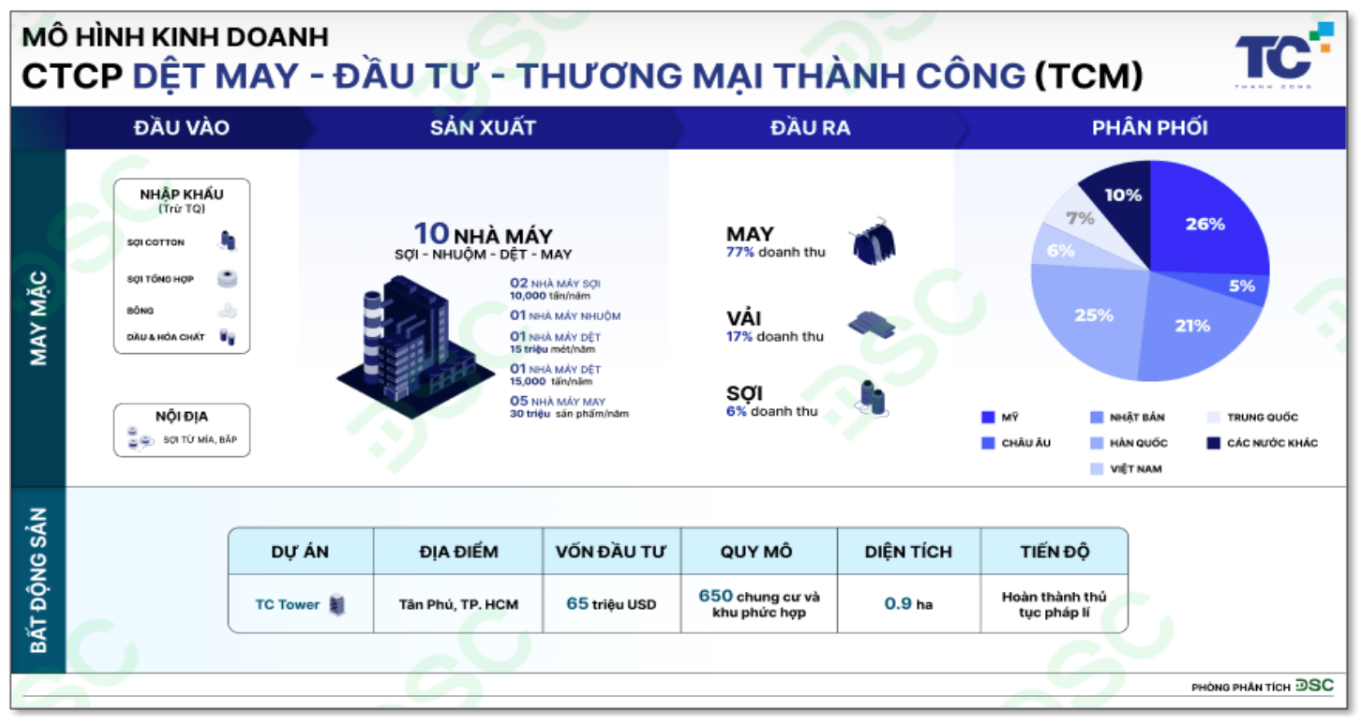 MÔ HÌNH KINH DOANH
CTCP DỆT MAY - ĐẦU TƯ - THƯƠNG MẠI THÀNH CÔNG (TCM)
TC
THANH CONG
ĐẦU VÀO
SẢN XUẤT
ĐẦU RA
PHÂN PHỐI
MAY MẶC
NHẬP KHẨU
(Trừ TQ)
SỢI COTTON
SỢI TỔNG HỢP
BÔNG
DẦU & HÓA CHẤT
NỘI ĐỊA
SỢI TỪ MÍA, BẮP
10 NHÀ MÁY
SỢI - NHUỘM - DỆT - MAY
02 NHÀ MÁY SỢI
10,000 tấn/năm
01 NHÀ MÁY NHUỘM
01 NHÀ MÁY DỆT
15 triệu mét/năm
01 NHÀ MÁY DỆT
15,000 tấn/năm
05 NHÀ MÁY MAY
30 triệu sản phẩm/năm
MAY
77% doanh thu
VẢI
17% doanh thu
SỢI
6% doanh thu
10%
7%
26%
6%
5%
25%
21%
MỸ
NHẬT BẢN
TRUNG QUỐC
CHÂU ÂU
HÀN QUỐC
CÁC NƯỚC KHÁC
VIỆT NAM
BẤT ĐỘNG SẢN
DỰ ÁN
ĐỊA ĐIỂM
VỐN ĐẦU TƯ
QUY MÔ
DIỆN TÍCH
TIẾN ĐỘ
TC Tower
Tân Phú, TP. HCM
65 triệu USD
650 chung cư và
khu phức hợp
0.9 ha
Hoàn thành thủ
tục pháp lí
PHÒNG PHÂN TÍCH DSC